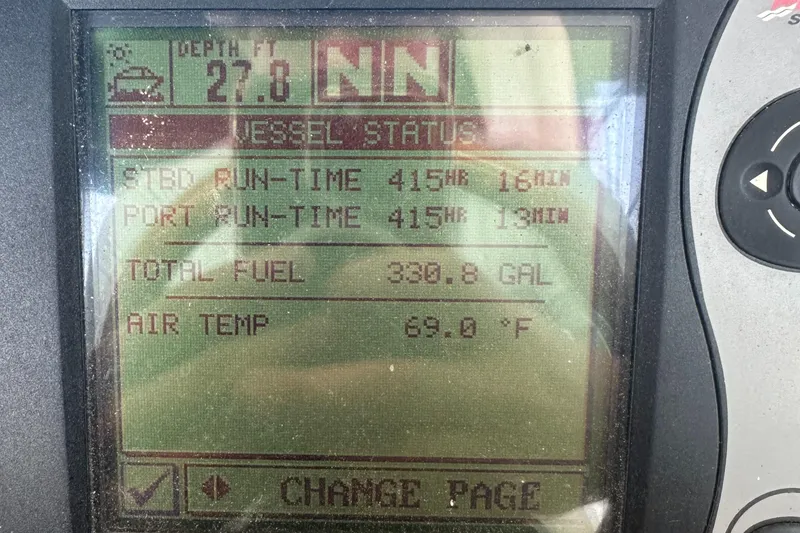 DEPTH FT
27.8
N N
VESSEL STATUS
STBD RUN-TIME 415HR 16MIN
PORT RUN-TIME 415HR 13MIN
TOTAL FUEL 330.8 GAL
AIR TEMP 69.0 °F
CHANGE PAGE